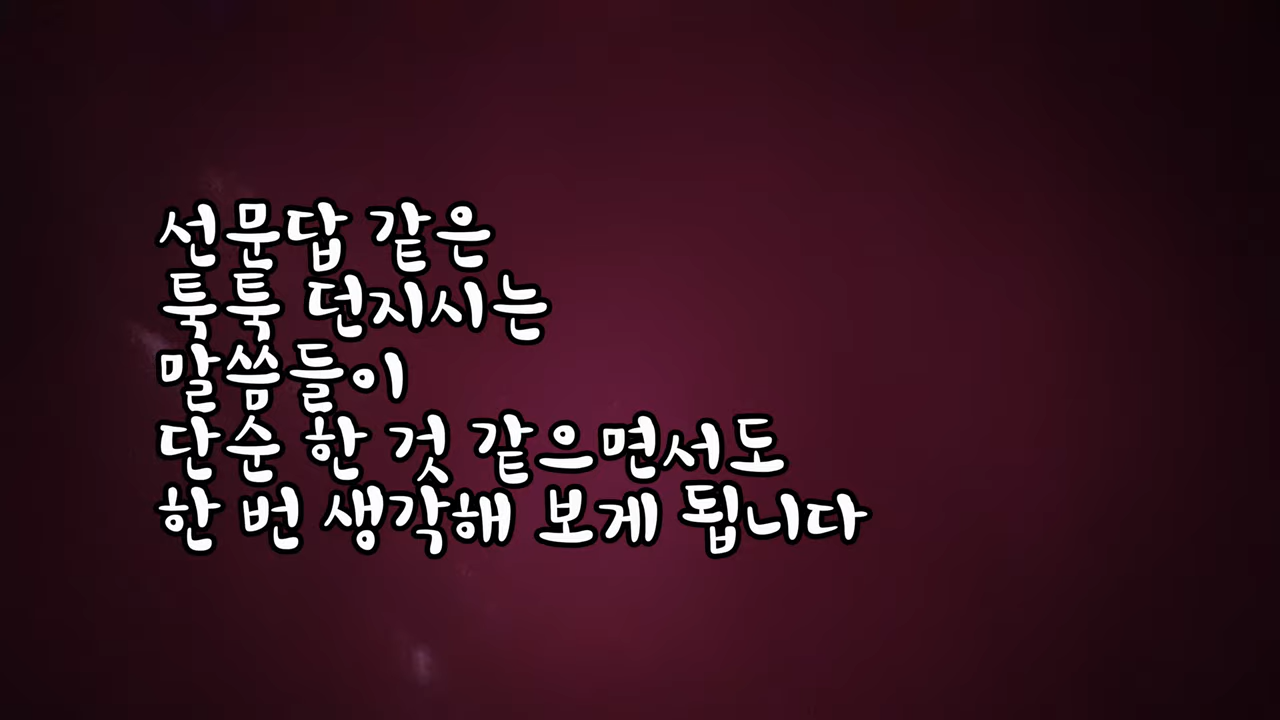 선문답 같은
툭툭 던지시는
말씀들이
단순 한 것 같으면서도
한 번 생각해 보게 됩니다